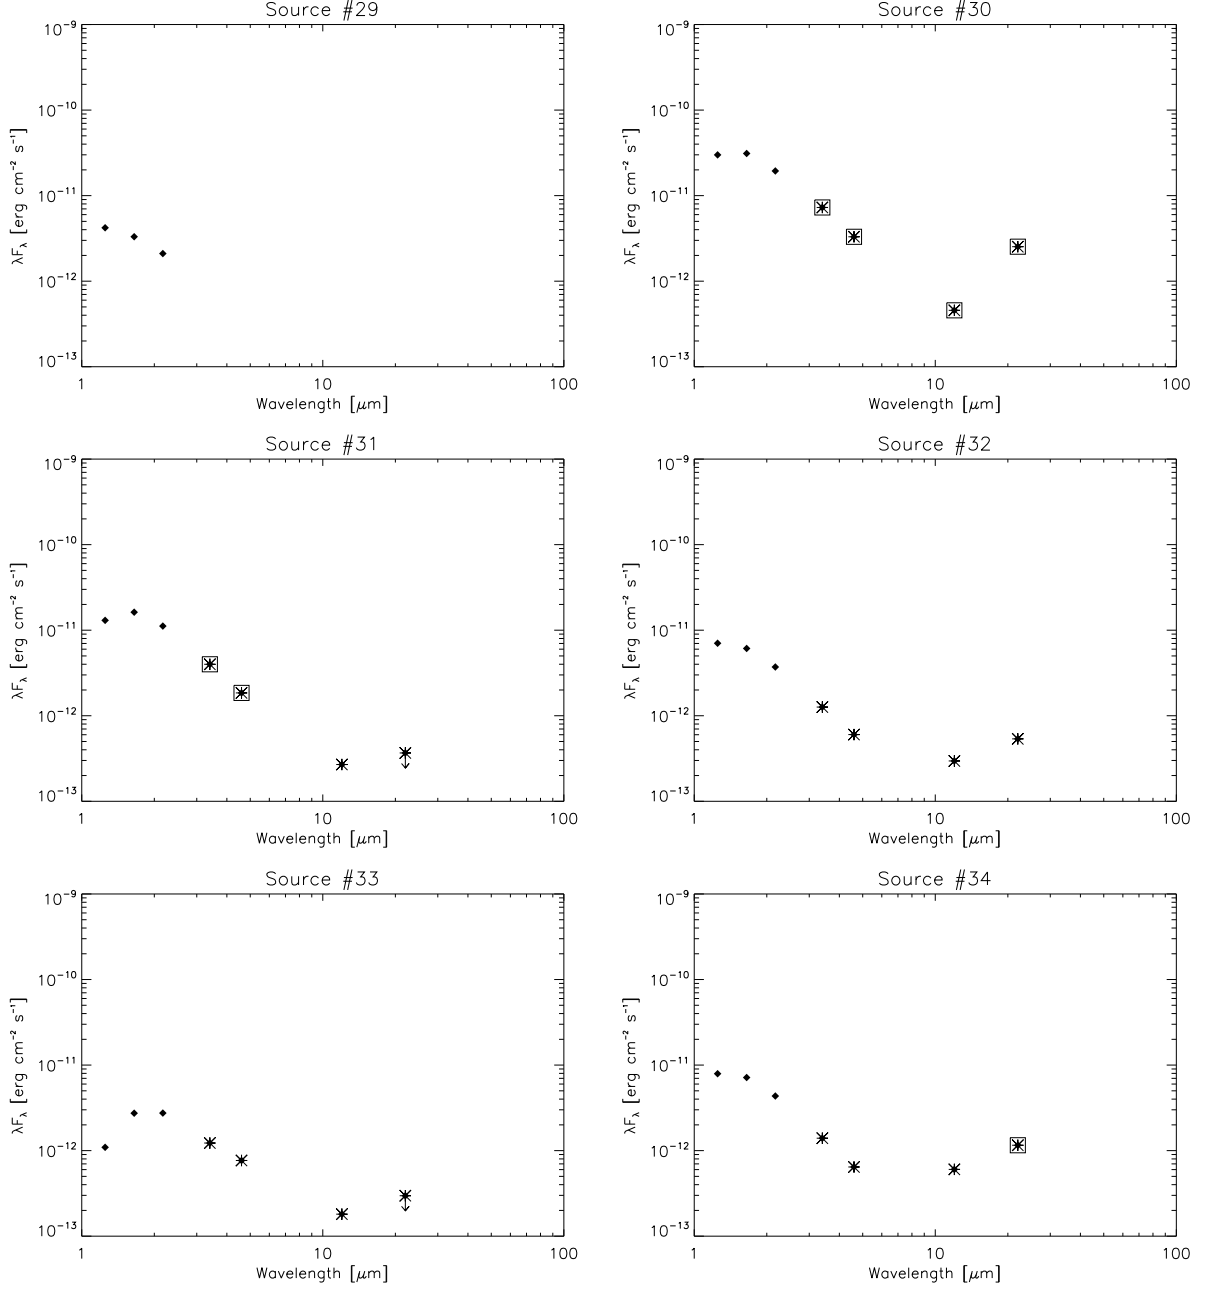 Source #29
Source #30
10⁻⁹
10⁻¹⁰
10⁻¹¹
10⁻¹²
10⁻¹³
λF_λ [erg cm⁻² s⁻¹]
1
10
100
Wavelength [μm]
10⁻⁹
10⁻¹⁰
10⁻¹¹
10⁻¹²
10⁻¹³
λF_λ [erg cm⁻² s⁻¹]
1
10
100
Wavelength [μm]
Source #31
Source #32
10⁻⁹
10⁻¹⁰
10⁻¹¹
10⁻¹²
10⁻¹³
λF_λ [erg cm⁻² s⁻¹]
1
10
100
Wavelength [μm]
10⁻⁹
10⁻¹⁰
10⁻¹¹
10⁻¹²
10⁻¹³
λF_λ [erg cm⁻² s⁻¹]
1
10
100
Wavelength [μm]
Source #33
Source #34
10⁻⁹
10⁻¹⁰
10⁻¹¹
10⁻¹²
10⁻¹³
λF_λ [erg cm⁻² s⁻¹]
1
10
100
Wavelength [μm]
10⁻⁹
10⁻¹⁰
10⁻¹¹
10⁻¹²
10⁻¹³
λF_λ [erg cm⁻² s⁻¹]
1
10
100
Wavelength [μm]